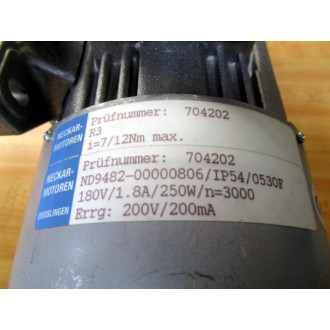 NECKAR-
MOTOREN
Prüfnummer: 704202
R3
i=7/12Nm max.
NECKAR-
MOTOREN
DEISSLINGEN
Prüfnummer: 704202
ND9482-00000806/IP54/0530F
180V/1.8A/250W/n=3000
Errg: 200V/200mA